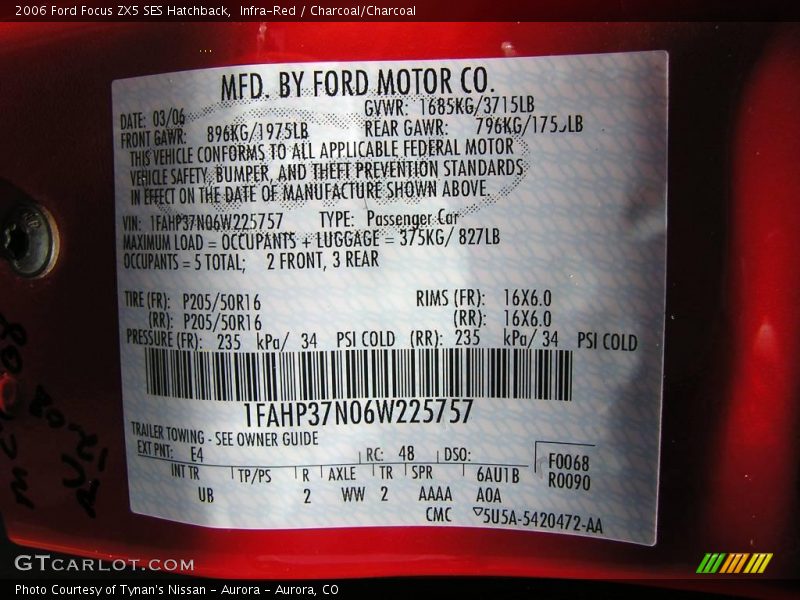 2006 Ford Focus ZX5 SES Hatchback,  Infra-Red / Charcoal/Charcoal
MFD. BY FORD MOTOR CO.
DATE: 03/06 GVWR: 1685KG/3715LB
FRONT GAWR: 896KG/1975LB REAR GAWR: 796KG/1755LB
THIS VEHICLE CONFORMS TO ALL APPLICABLE FEDERAL MOTOR
VEHICLE SAFETY, BUMPER, AND THEFT PREVENTION STANDARDS
IN EFFECT ON THE DATE OF MANUFACTURE SHOWN ABOVE.
VIN: 1FAHP37N06W225757 TYPE: Passenger Car
MAXIMUM LOAD = OCCUPANTS + LUGGAGE = 375KG/ 827LB
OCCUPANTS = 5 TOTAL; 2 FRONT, 3 REAR
TIRE (FR): P205/50R16 RIMS (FR): 16X6.0
(RR): P205/50R16 (RR): 16X6.0
PRESSURE (FR): 235 kPa/ 34 PSI COLD (RR): 235 kPa/ 34 PSI COLD
1FAHP37N06W225757
TRAILER TOWING - SEE OWNER GUIDE
EXT PNT: E4 RC: 48 DSO: F0068
INT TR TP/PS R AXLE TR SPR 6AU1B R0090
UB 2 WW 2 AAAA A0A
CMC 5U5A-5420472-AA
GTCARLOT.COM
Photo Courtesy of Tynan's Nissan - Aurora - Aurora, CO